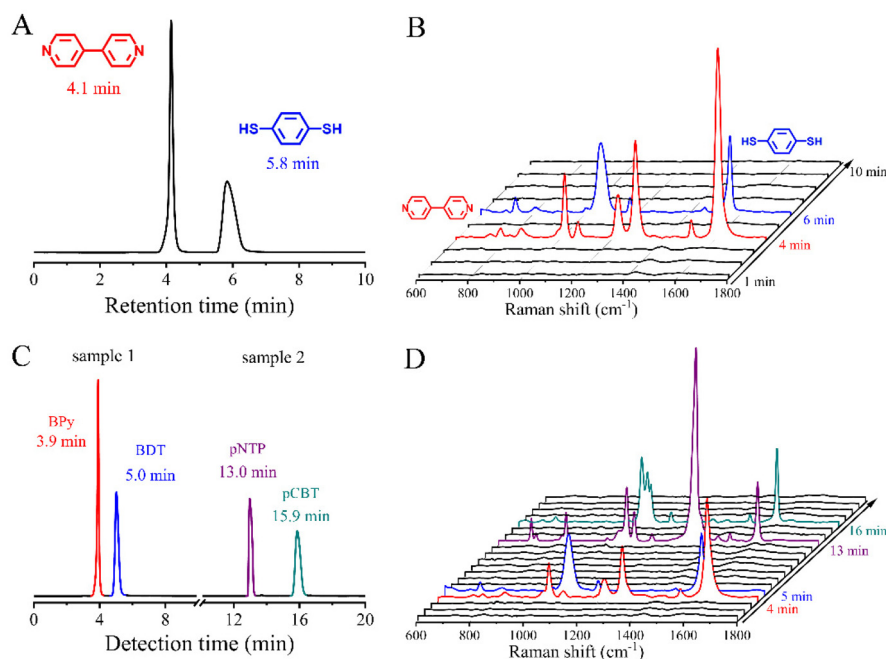 A
N
N
4.1 min
HS
SH
5.8 min
0
2
4
6
8
10
Retention time (min)
B
HS
SH
N
N
10 min
6 min
4 min
1 min
600
800
1000
1200
1400
1600
1800
Raman shift (cm-1)
C
sample 1
sample 2
BPy
3.9 min
BDT
5.0 min
pNTP
13.0 min
pCBT
15.9 min
0
4
8
12
16
20
Detection time (min)
D
16 min
13 min
5 min
4 min
600
800
1000
1200
1400
1600
1800
Raman shift (cm-1)